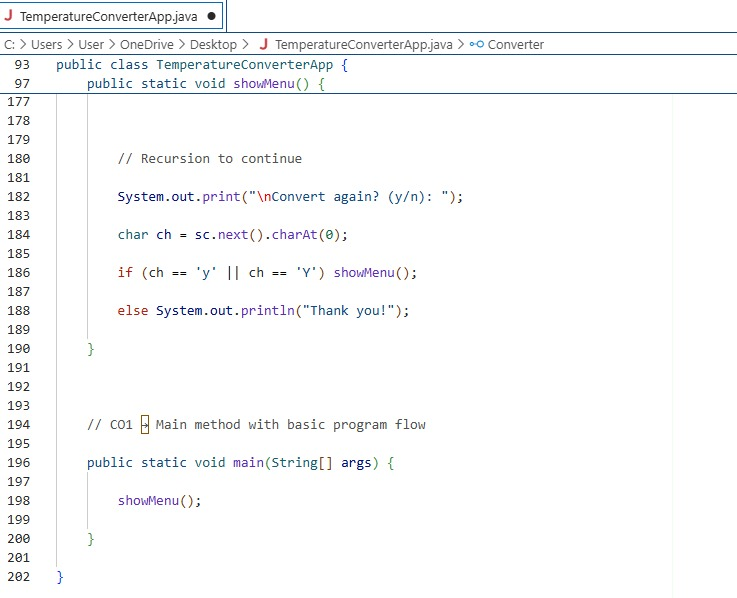 TemperatureConverterApp.java ●
C: > Users > User > OneDrive > Desktop > J TemperatureConverterApp.java > Converter
93 public class TemperatureConverterApp {
97 public static void showMenu() {
177
178
179
180 // Recursion to continue
181
182 System.out.print("\nConvert again? (y/n): ");
183
184 char ch = sc.next().charAt(0);
185
186 if (ch == 'y' || ch == 'Y') showMenu();
187
188 else System.out.println("Thank you!");
189
190 }
191
192
193
194 // CO1 → Main method with basic program flow
195
196 public static void main(String[] args) {
197
198 showMenu();
199
200 }
201
202 }